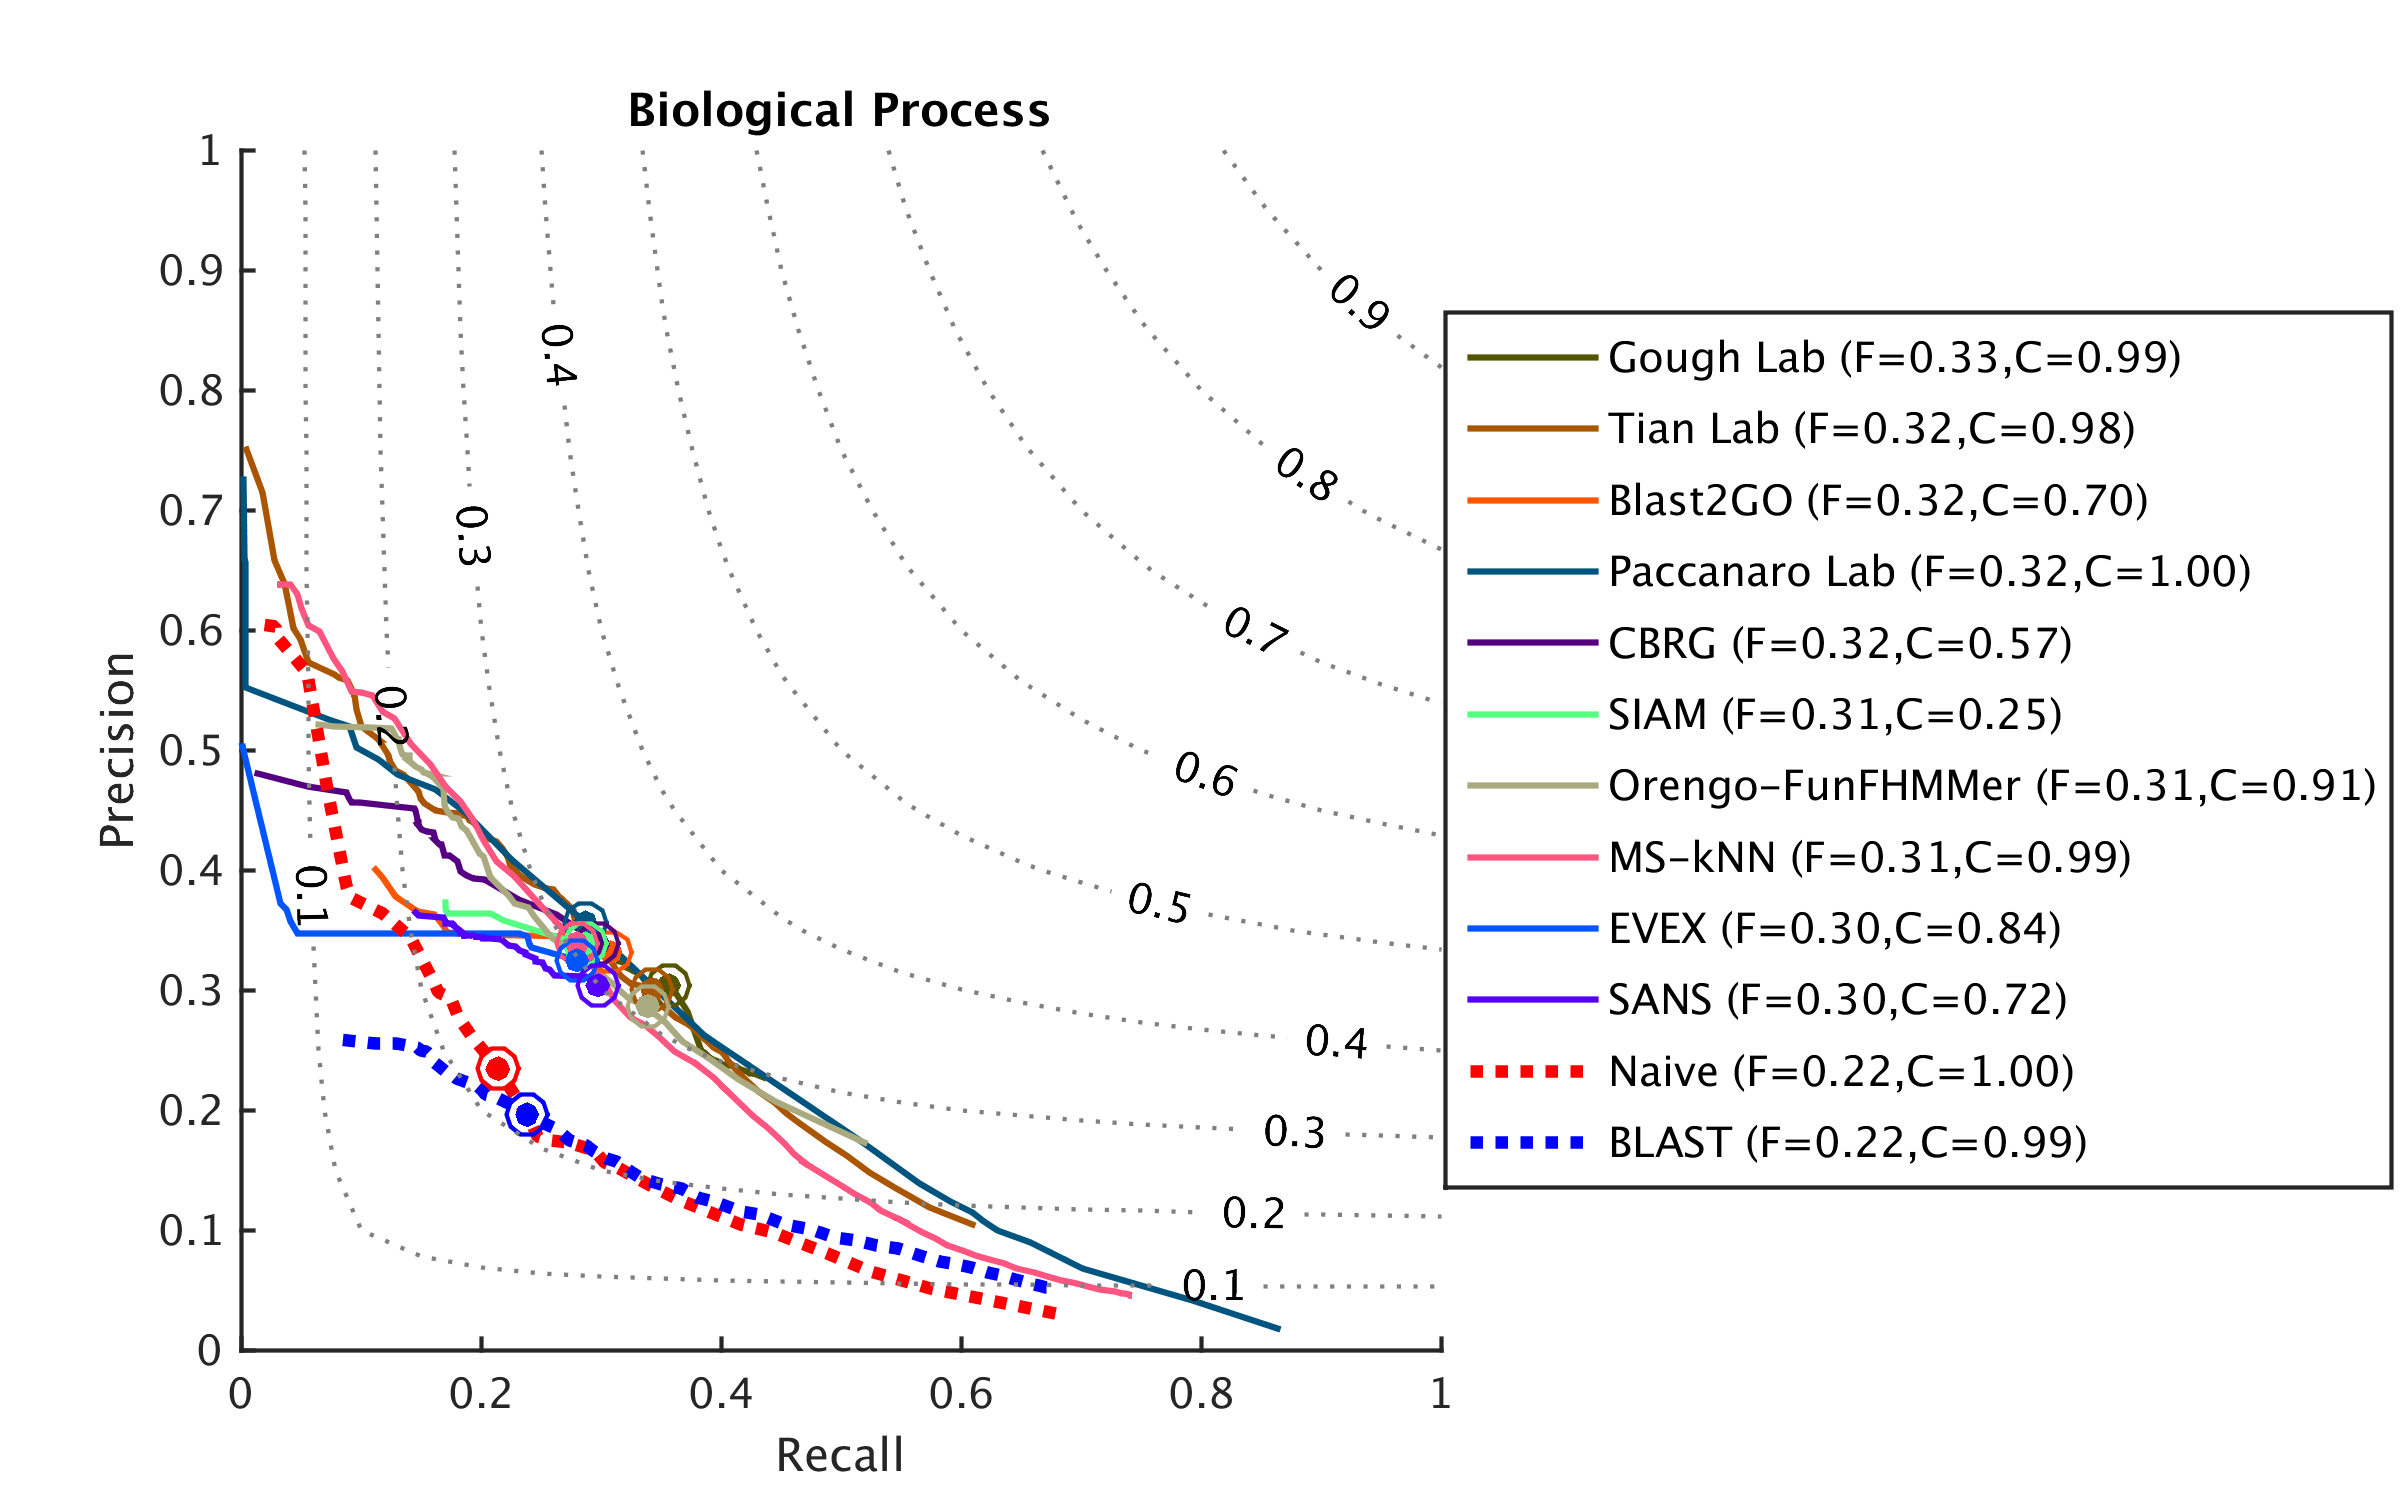 Biological Process
1
0.9
0.8
0.7
0.6
0.5
0.4
0.3
0.2
0.1
0
Precision
0
0.2
0.4
0.6
0.8
1
Recall
0.1
0.2
0.3
0.4
0.9
0.8
0.7
0.6
0.5
0.4
0.3
0.2
0.1
Gough Lab (F=0.33,C=0.99)
Tian Lab (F=0.32,C=0.98)
Blast2GO (F=0.32,C=0.70)
Paccanaro Lab (F=0.32,C=1.00)
CBRG (F=0.32,C=0.57)
SIAM (F=0.31,C=0.25)
Orengo-FunFHMMer (F=0.31,C=0.91)
MS-kNN (F=0.31,C=0.99)
EVEX (F=0.30,C=0.84)
SANS (F=0.30,C=0.72)
Naive (F=0.22,C=1.00)
BLAST (F=0.22,C=0.99)